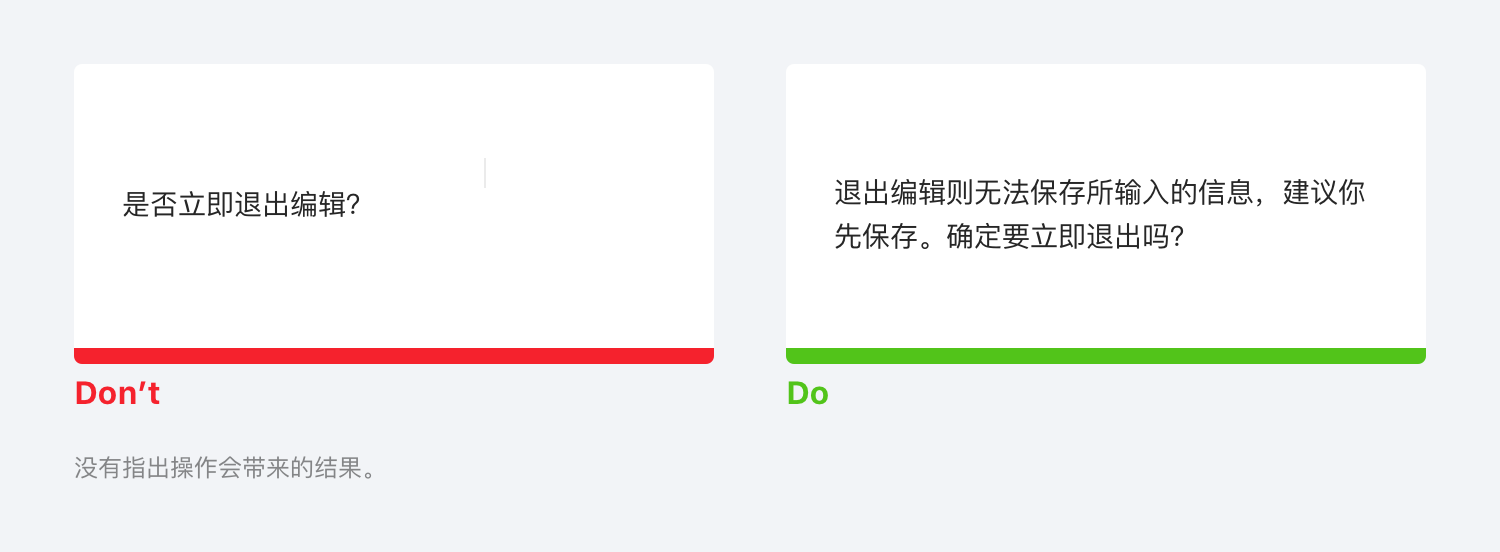 是否立即退出编辑?
Don't
没有指出操作会带来的结果。
退出编辑则无法保存所输入的信息，建议你
先保存。确定要立即退出吗?
Do